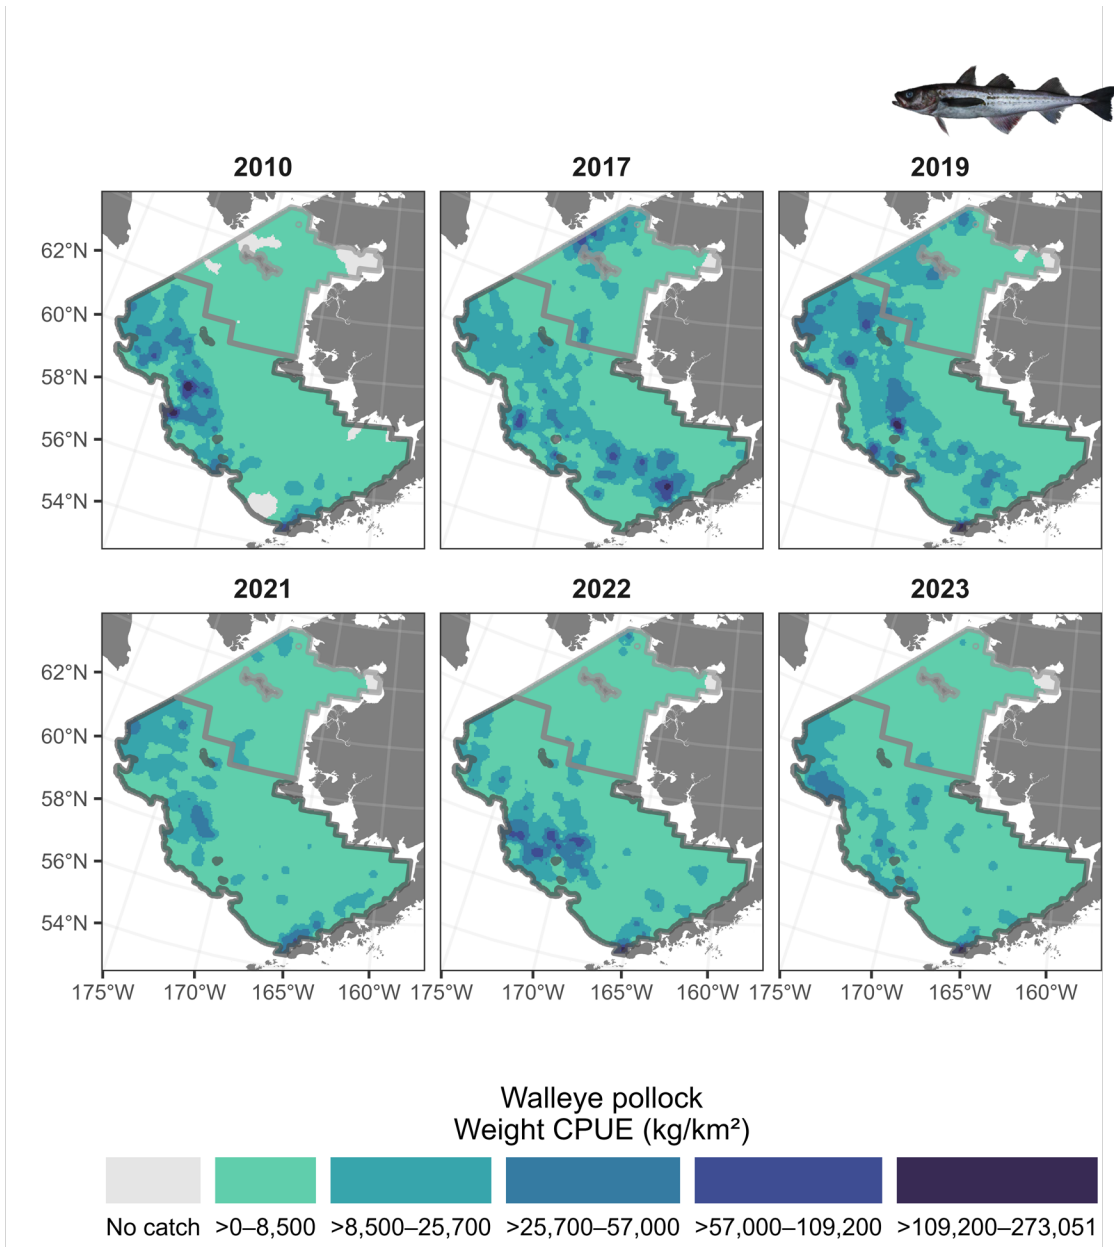 2010 2017 2019
62°N
60°N
58°N
56°N
54°N
2021 2022 2023
62°N
60°N
58°N
56°N
54°N
175°W 170°W 165°W 160°W 175°W 170°W 165°W 160°W 175°W 170°W 165°W 160°W
Walleye pollock
Weight CPUE (kg/km²)
No catch >0–8,500 >8,500–25,700 >25,700–57,000 >57,000–109,200 >109,200–273,051